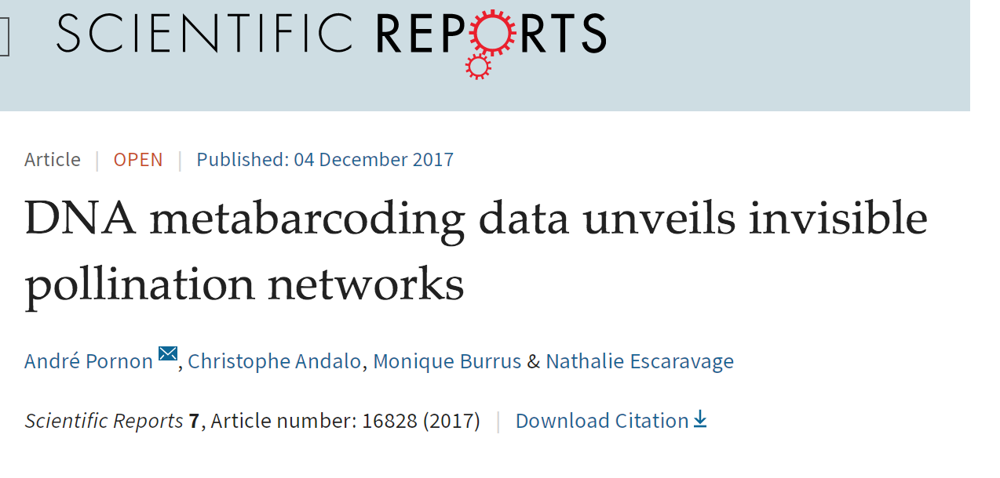 SCIENTIFIC REPORTS
Article | OPEN | Published: 04 December 2017
DNA metabarcoding data unveils invisible
pollination networks
André Pornon, Christophe Andalo, Monique Burrus & Nathalie Escaravage
Scientific Reports 7, Article number: 16828 (2017) | Download Citation